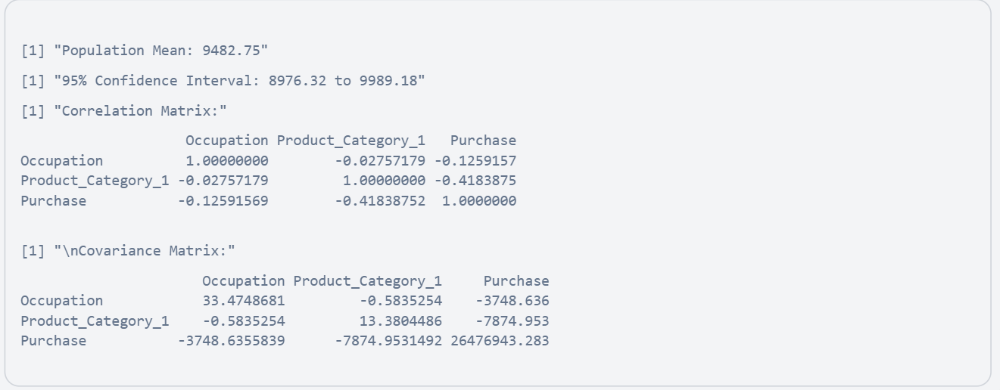 [1] "Population Mean: 9482.75"
[1] "95% Confidence Interval: 8976.32 to 9989.18"
[1] "Correlation Matrix:"
                    Occupation Product_Category_1   Purchase
Occupation          1.00000000        -0.02757179 -0.1259157
Product_Category_1 -0.02757179         1.00000000 -0.4183875
Purchase           -0.12591569        -0.41838752  1.0000000
[1] "\nCovariance Matrix:"
                      Occupation Product_Category_1     Purchase
Occupation            33.4748681         -0.5835254    -3748.636
Product_Category_1    -0.5835254         13.3804486    -7874.953
Purchase           -3748.6355839      -7874.9531492 26476943.283